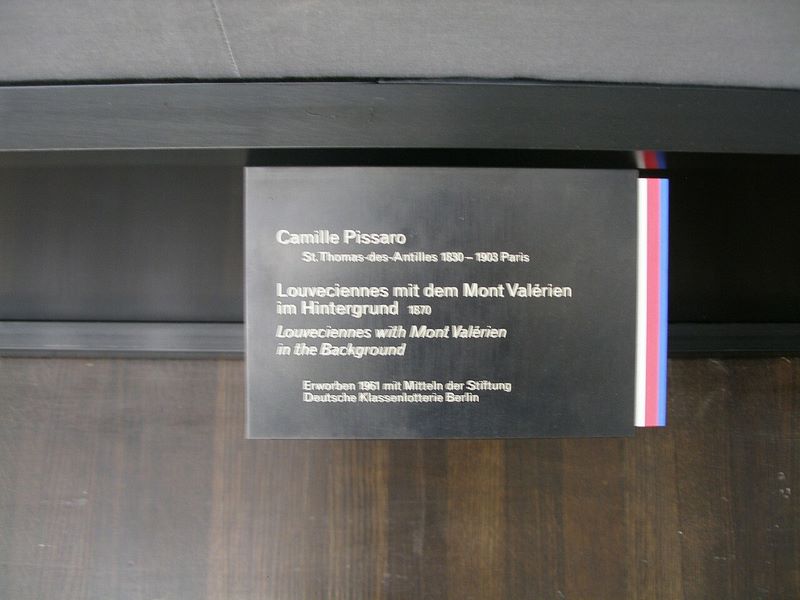 Camille Pissaro
St. Thomas-des-Antilles 1830 – 1903 Paris
Louveciennes mit dem Mont Valérien
im Hintergrund 1870
Louveciennes with Mont Valérien
in the Background
Erworben 1961 mit Mitteln der Stiftung
Deutsche Klassenlotterie Berlin